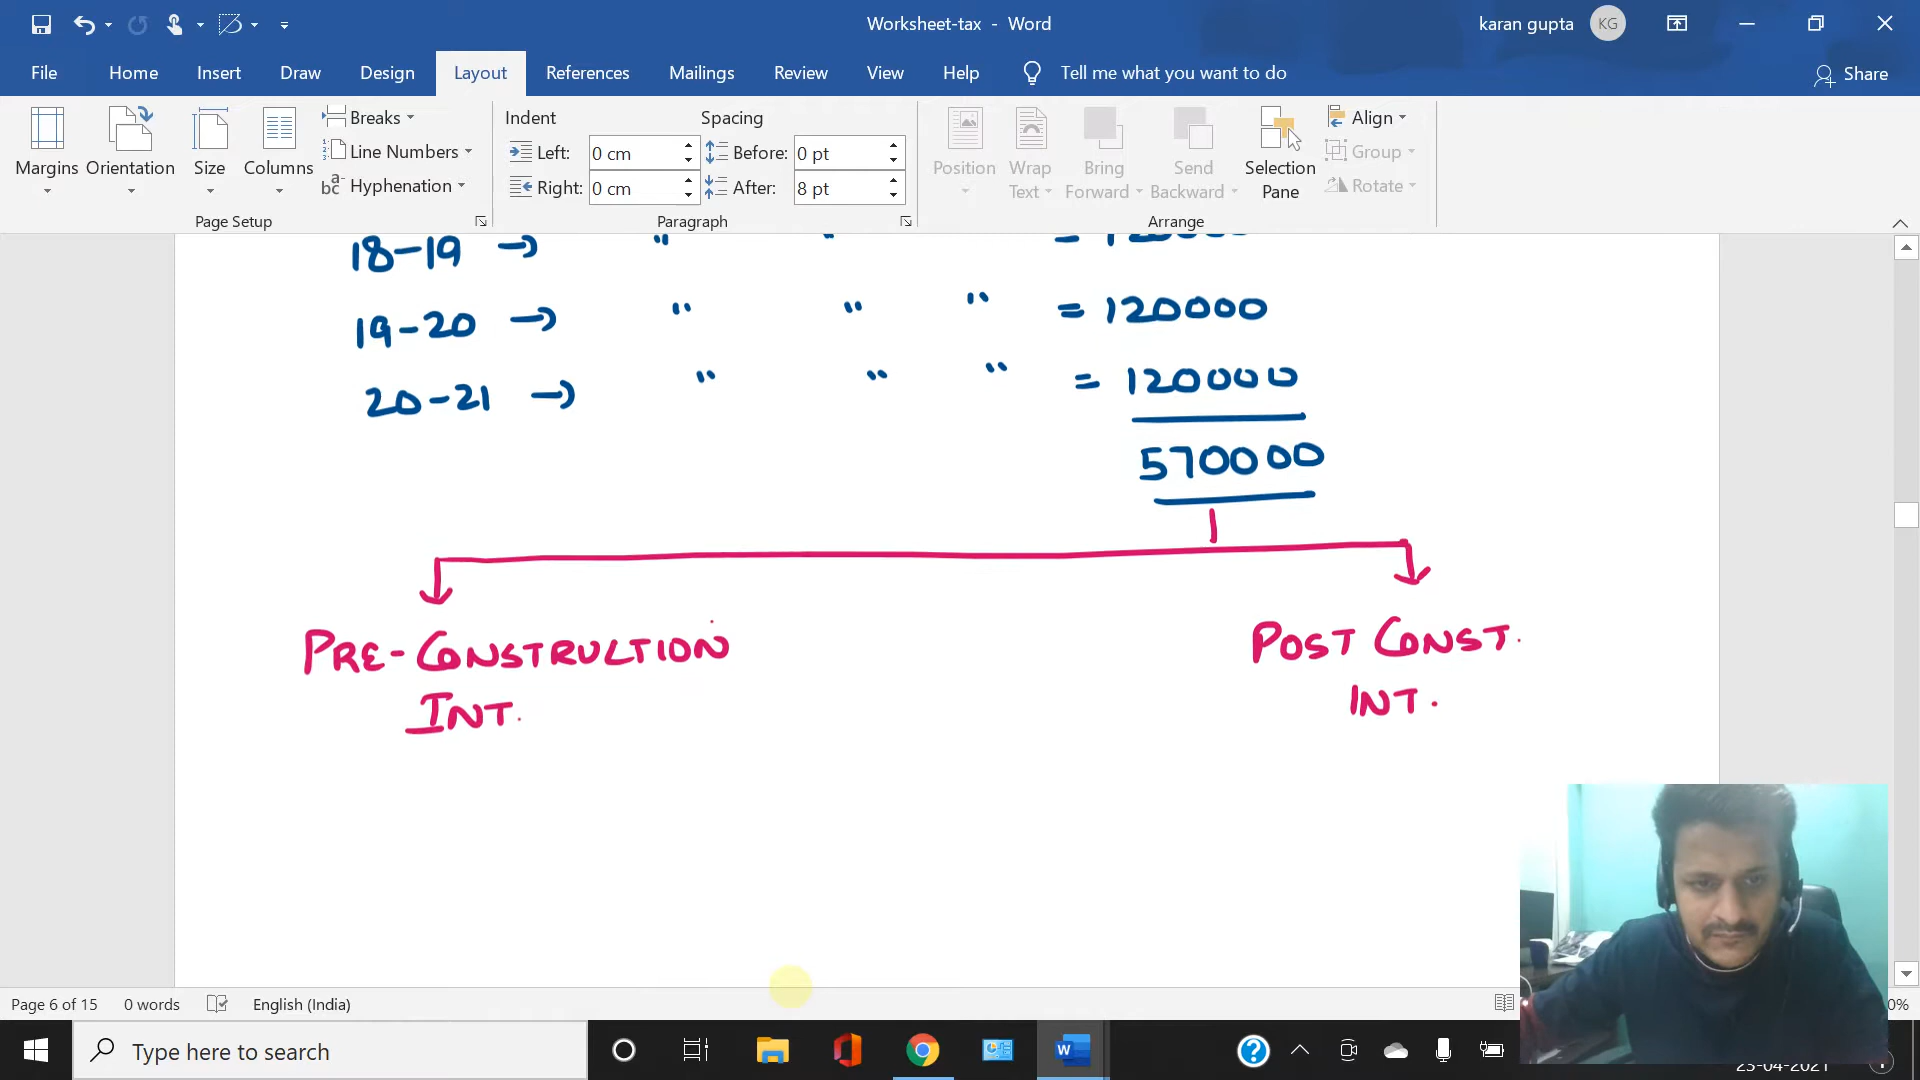 Worksheet-tax - Word
karan gupta
KG
File Home Insert Draw Design Layout References Mailings Review View Help Tell me what you want to do Share
Margins
Orientation
Size
Columns
Breaks
Line Numbers
Hyphenation
Page Setup
Indent
Left: 0 cm
Right: 0 cm
Spacing
Before: 0 pt
After: 8 pt
Paragraph
Position
Wrap Text
Bring Forward
Send Backward
Selection Pane
Align
Group
Rotate
Arrange
18-19 → " " =
19-20 → " " " = 120000
20-21 → " " " = 120000
570000
PRE-CONSTRUCTION
INT.
POST CONST.
INT.
Page 6 of 15 0 words English (India)
0%
Type here to search
23-04-2021